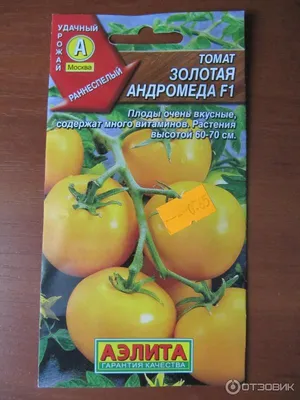 УДАЧНЫЙ
УРОЖАЙ
А
Москва
РАННЕСПЕЛЫЙ
ТОМАТ
ЗОЛОТАЯ
АНДРОМЕДА F1
Плоды очень вкусные,
содержат много витаминов. Растения
высотой 60-70 см.
АЭЛИТА
ГАРАНТИЯ КАЧЕСТВА
ОТЗОВИК